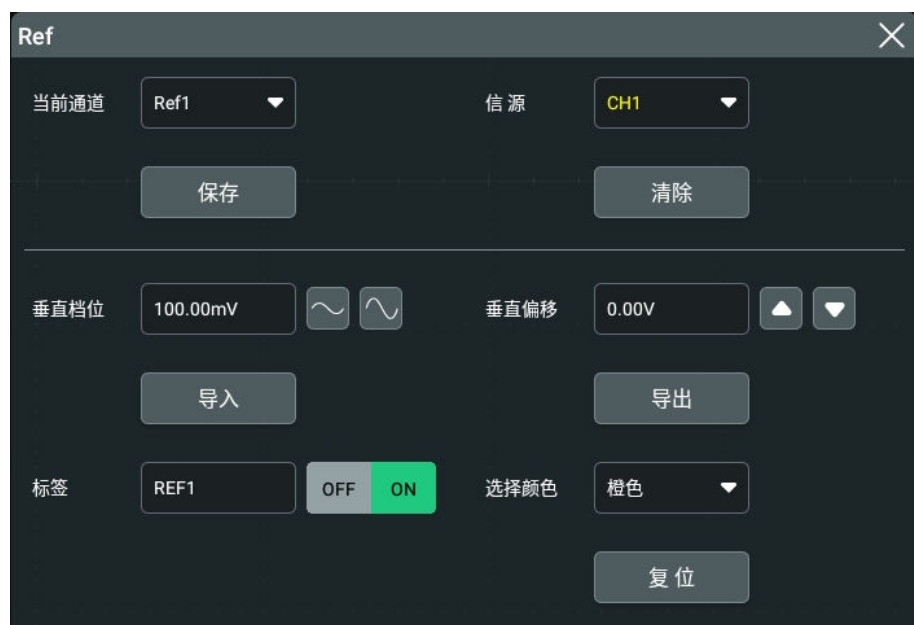 Ref
当前通道 Ref1 信源 CH1
保存 清除
垂直档位 100.00mV 垂直偏移 0.00V
导入 导出
标签 REF1 OFF ON 选择颜色 橙色
复位